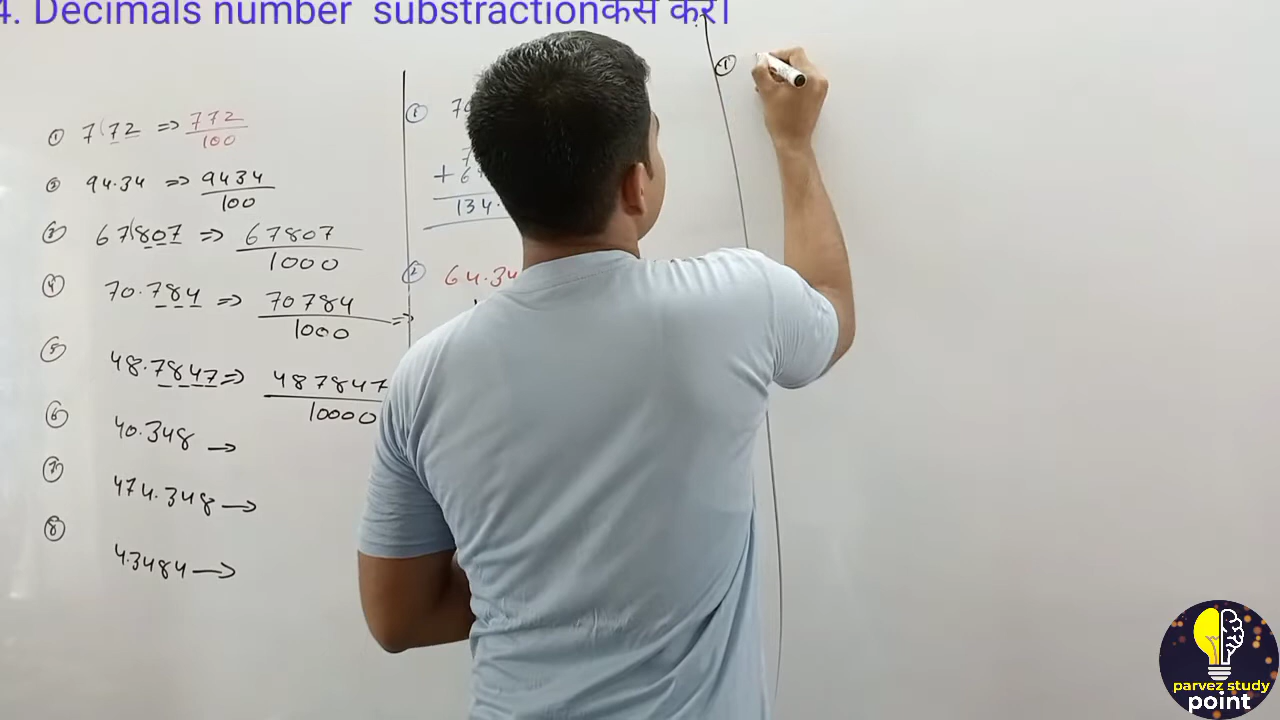 4. Decimals number substractionकैसे करें।
① 7.72 => 772/100
② 94.34 => 9434/100
③ 67.807 => 67807/1000
④ 70.784 => 70784/1000 =>
⑤ 48.7847 => 487847/10000
⑥ 40.348 →
⑦ 474.348 →
⑧ 4.3484 →
①
+ 6
134.
② 64.34
①
parvez study
point